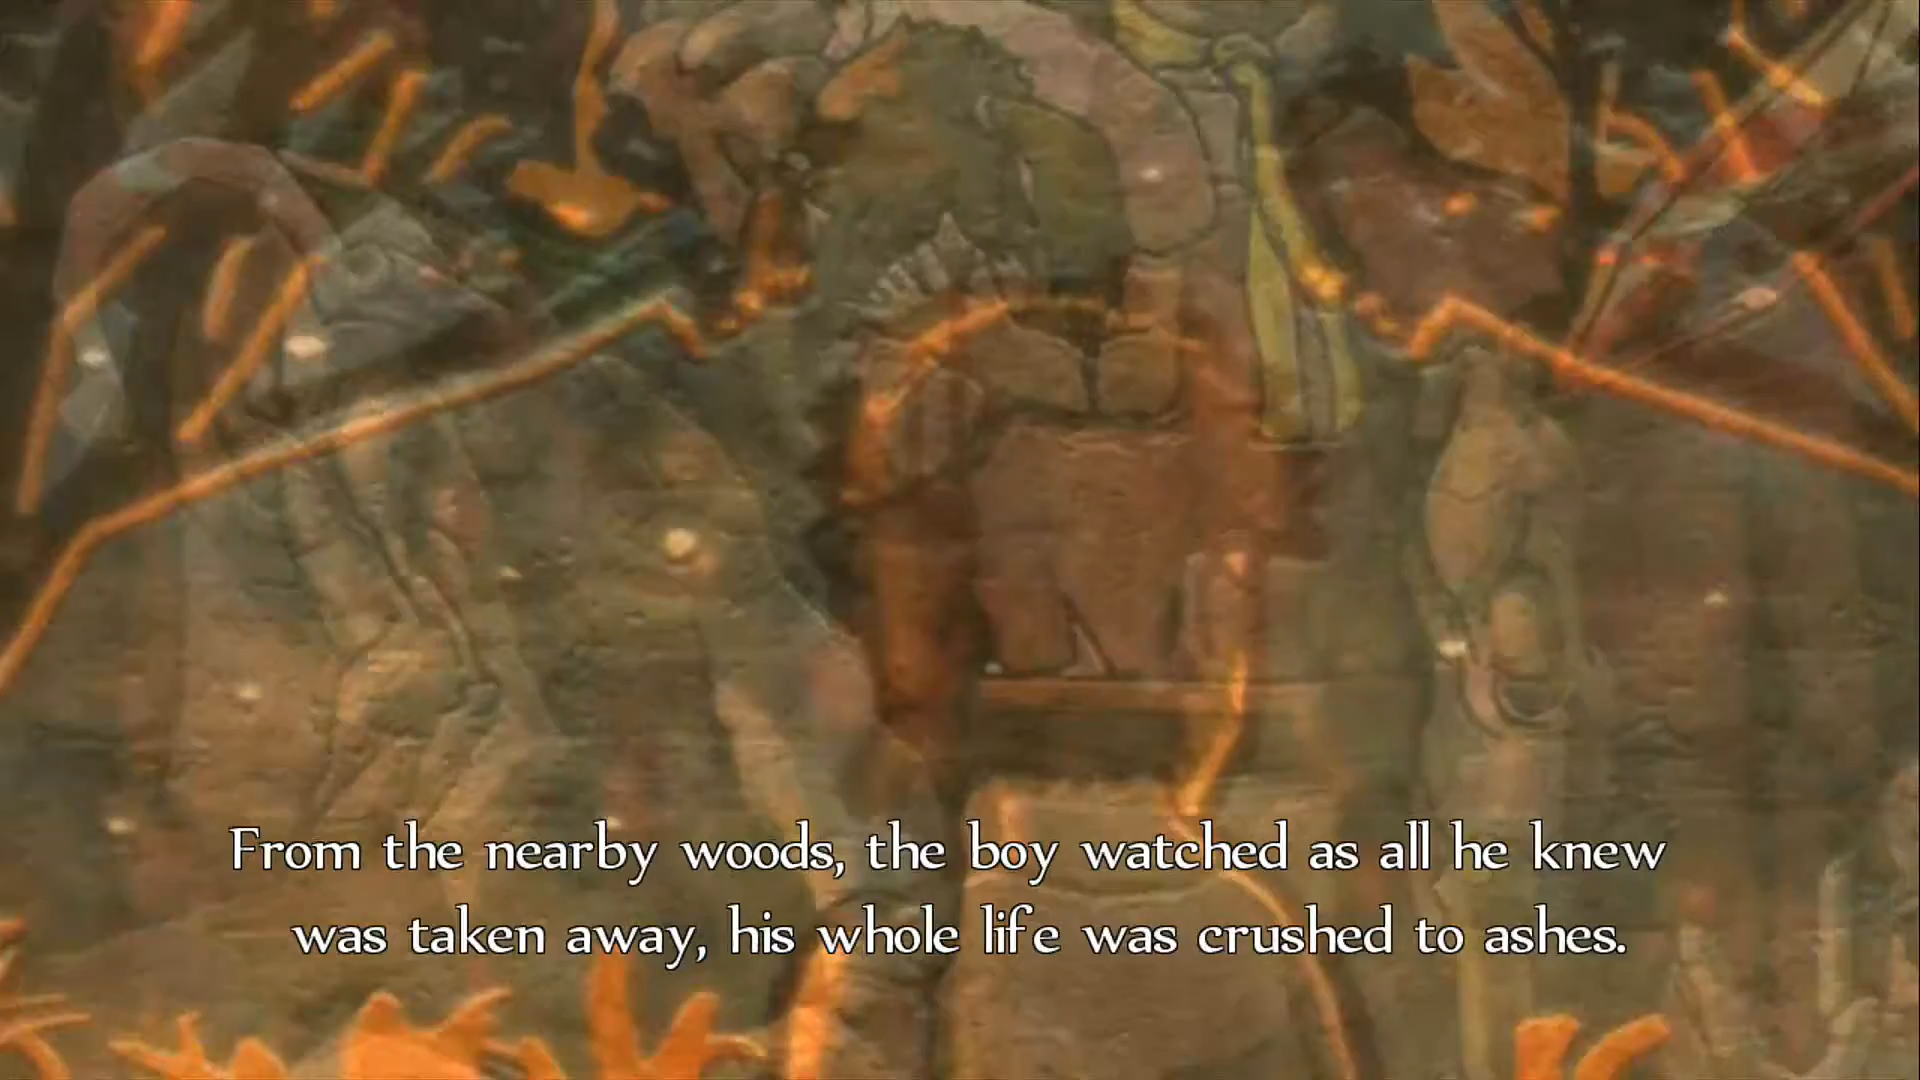 From the nearby woods, the boy watched as all he knew
was taken away, his whole life was crushed to ashes.